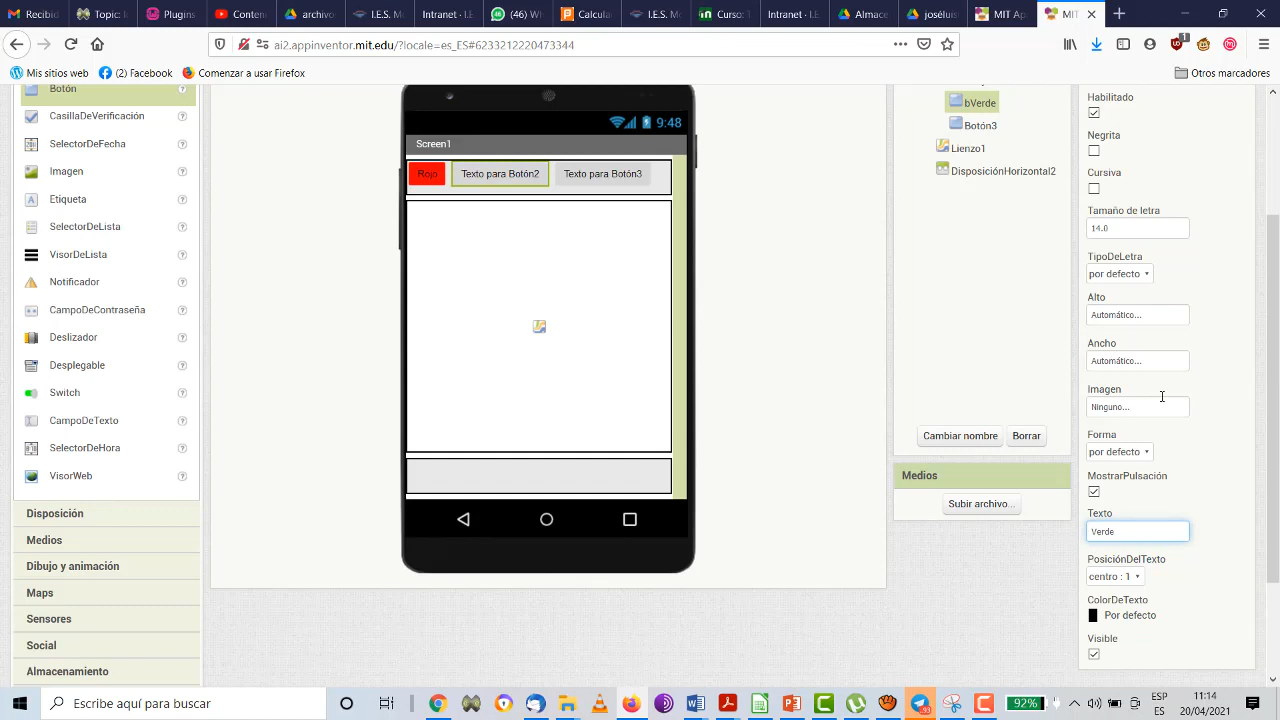 Recibid
Topic |
Plugins
Content
archivo
Intranet - I.E
(46) Wh
Calcula
I.E.S. M
Curso: T
Intranet - I
Almace
joséluis
MIT Ap
MIT
ai2.appinventor.mit.edu/?locale=es_ES#6233212220473344
Mis sitios web
(2) Facebook
Comenzar a usar Firefox
Otros marcadores
Botón
CasillaDeVerificación
SelectorDeFecha
Imagen
Etiqueta
SelectorDeLista
VisorDeLista
Notificador
CampoDeContraseña
Deslizador
Desplegable
Switch
CampoDeTexto
SelectorDeHora
VisorWeb
Disposición
Medios
Dibujo y animación
Maps
Sensores
Social
Almacenamiento
9:48
Screen1
Rojo
Texto para Botón2
Texto para Botón3
bVerde
Botón3
Lienzo1
DisposiciónHorizontal2
Cambiar nombre
Borrar
Medios
Subir archivo...
Habilitado
Negrita
Cursiva
Tamaño de letra
14.0
TipoDeLetra
por defecto
Alto
Automático...
Ancho
Automático...
Imagen
Ninguno...
Forma
por defecto
MostrarPulsación
Texto
Verde
PosiciónDelTexto
centro : 1
ColorDeTexto
Por defecto
Visible
Escribe aquí para buscar
92%
ESP
ES
11:14
20/04/2021